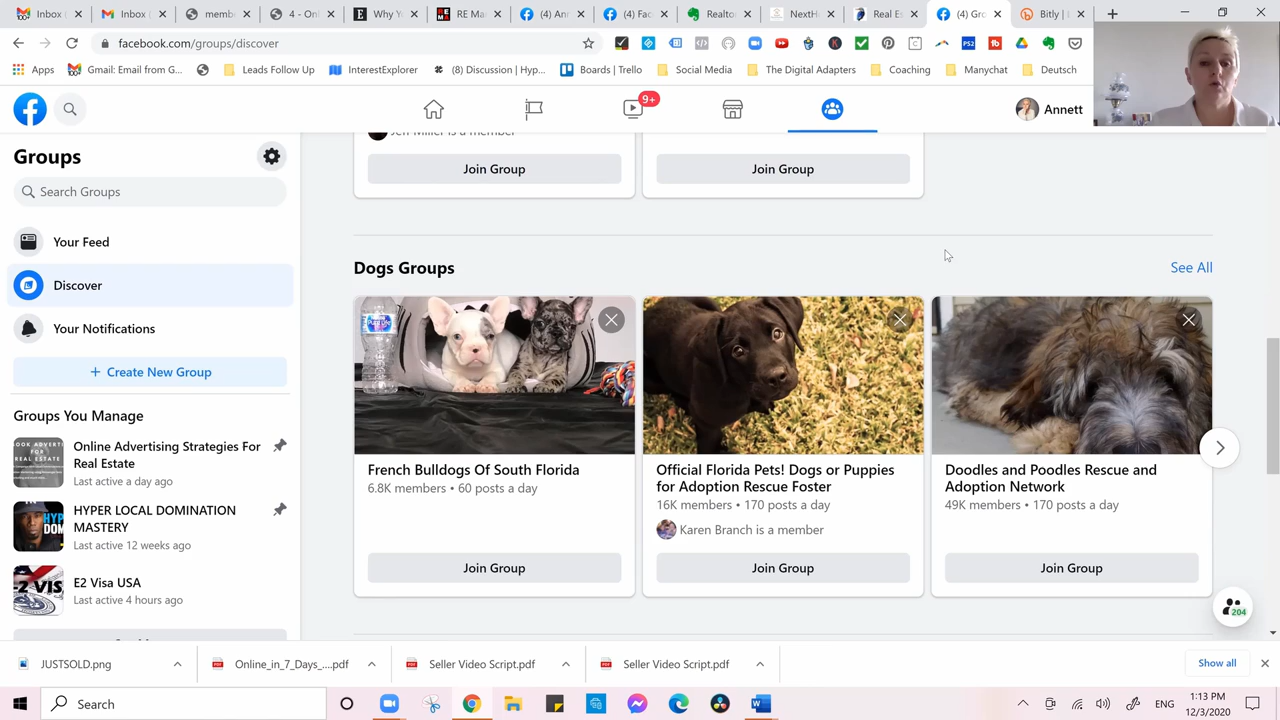 Inbox (
Inbox (
memb
4 - Onl
Why Y
RE Ma
(4) Ann
(4) Fac
Realto
NextH
Real Es
(4) Gro
Bitly |
facebook.com/groups/discover
Apps
Gmail: Email from G...
Leads Follow Up
InterestExplorer
(8) Discussion | Hyp...
Boards | Trello
Social Media
The Digital Adapters
Coaching
Manychat
Deutsch
9+
Annett
Groups
Search Groups
Your Feed
Discover
Your Notifications
+ Create New Group
Groups You Manage
Online Advertising Strategies For
Real Estate
Last active a day ago
HYPER LOCAL DOMINATION
MASTERY
Last active 12 weeks ago
E2 Visa USA
Last active 4 hours ago
Jeff Miller is a member
Join Group
Join Group
Dogs Groups
See All
French Bulldogs Of South Florida
6.8K members • 60 posts a day
Join Group
Official Florida Pets! Dogs or Puppies
for Adoption Rescue Foster
16K members • 170 posts a day
Karen Branch is a member
Join Group
Doodles and Poodles Rescue and
Adoption Network
49K members • 170 posts a day
Join Group
204
JUSTSOLD.png
Online_in_7_Days_....pdf
Seller Video Script.pdf
Seller Video Script.pdf
Show all
Search
ENG
1:13 PM
12/3/2020